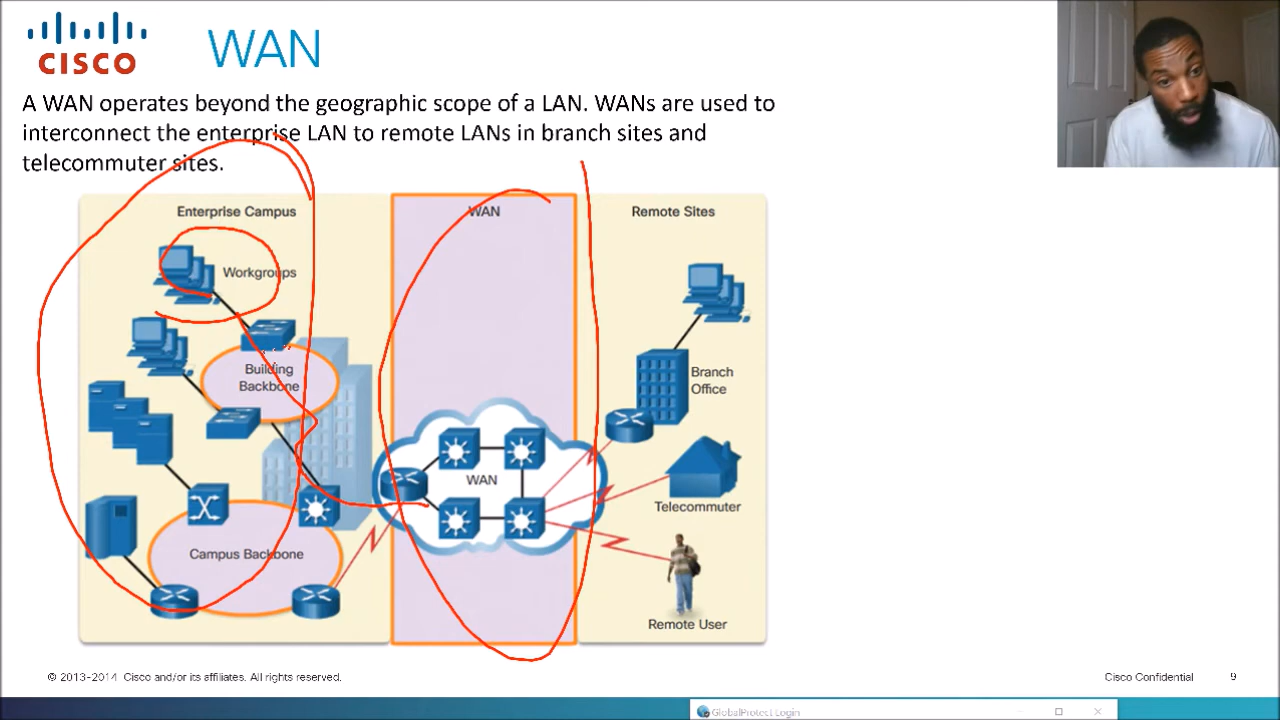 CISCO
WAN
A WAN operates beyond the geographic scope of a LAN. WANs are used to
interconnect the enterprise LAN to remote LANs in branch sites and
telecommuter sites.
Enterprise Campus
WAN
Remote Sites
Workgroups
Building
Backbone
Branch
Office
WAN
Telecommuter
Campus Backbone
Remote User
© 2013-2014 Cisco and/or its affiliates. All rights reserved.
Cisco Confidential
9
GlobalProtect Login